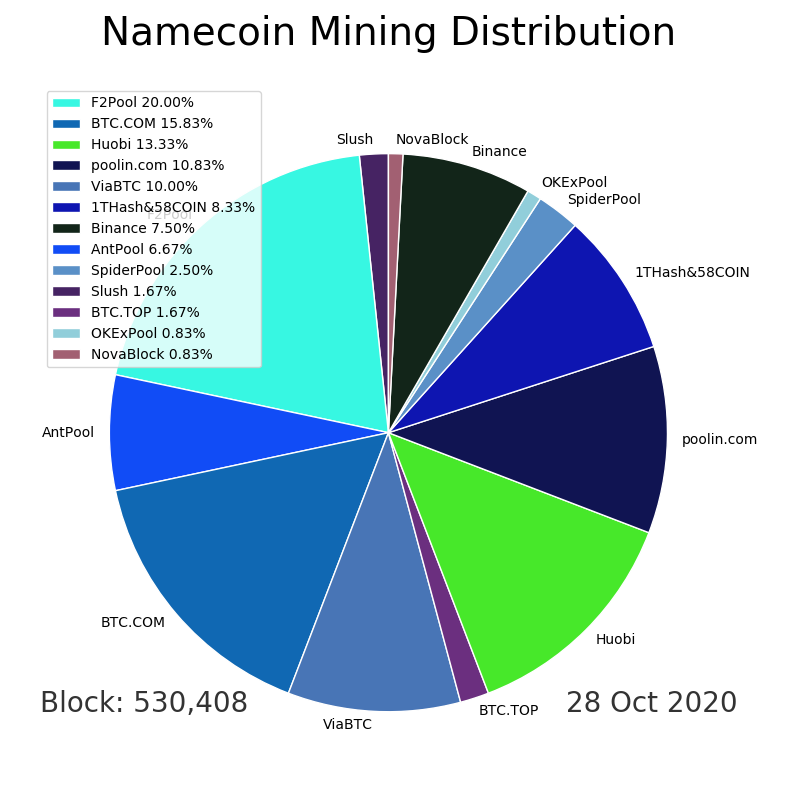 Namecoin Mining Distribution
F2Pool 20.00%
BTC.COM 15.83%
Huobi 13.33%
poolin.com 10.83%
ViaBTC 10.00%
1THash&58COIN 8.33%
Binance 7.50%
AntPool 6.67%
SpiderPool 2.50%
Slush 1.67%
BTC.TOP 1.67%
OKExPool 0.83%
NovaBlock 0.83%
Slush
NovaBlock
Binance
OKExPool
SpiderPool
F2Pool
1THash&58COIN
AntPool
poolin.com
BTC.COM
Huobi
ViaBTC
BTC.TOP
Block: 530,408
28 Oct 2020